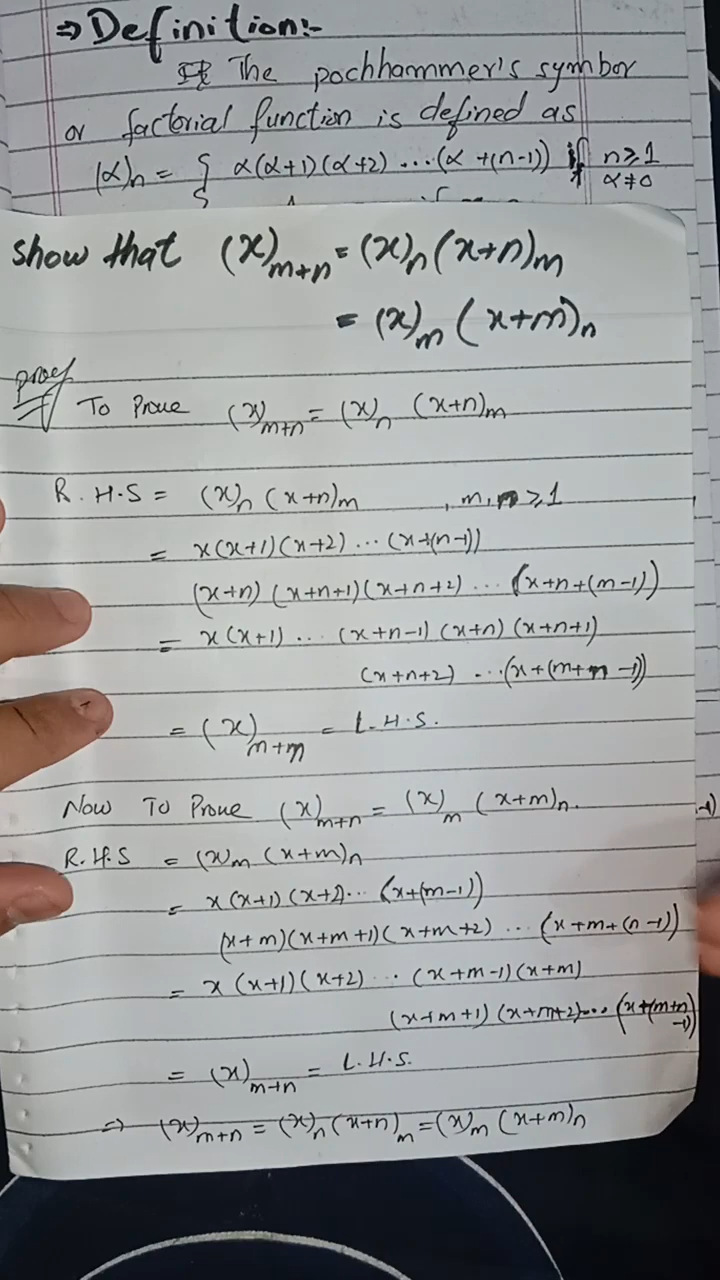 ⇒ Definition:-
The pochhammer's symbol
or factorial function is defined as
(α)n = { α(α+1)(α+2) ...(α+(n-1)) if n≥1
α≠0
show that (x)m+n = (x)n (x+n)m
= (x)m (x+m)n
Proof
To Prove (x)m+n = (x)n (x+n)m
R.H.S = (x)n (x+n)m , m,n ≥1
= x(x+1)(x+2) ... (x+(n-1))
(x+n) (x+n+1)(x+n+2) ... (x+n+(m-1))
= x(x+1) ... (x+n-1) (x+n) (x+n+1)
(x+n+2) ...(x+(m+n-1))
= (x)m+n = L.H.S.
Now To Prove (x)m+n = (x)m (x+m)n.
R.H.S = (x)m (x+m)n
= x(x+1)(x+2)... (x+(m-1))
(x+m)(x+m+1)(x+m+2) ... (x+m+(n-1))
= x(x+1)(x+2) ... (x+m-1)(x+m)
(x+m+1)(x+m+2)...(x+(m+n)
-1))
= (x)m+n = L.H.S.
⇒ (x)m+n = (x)n (x+n)m = (x)m (x+m)n